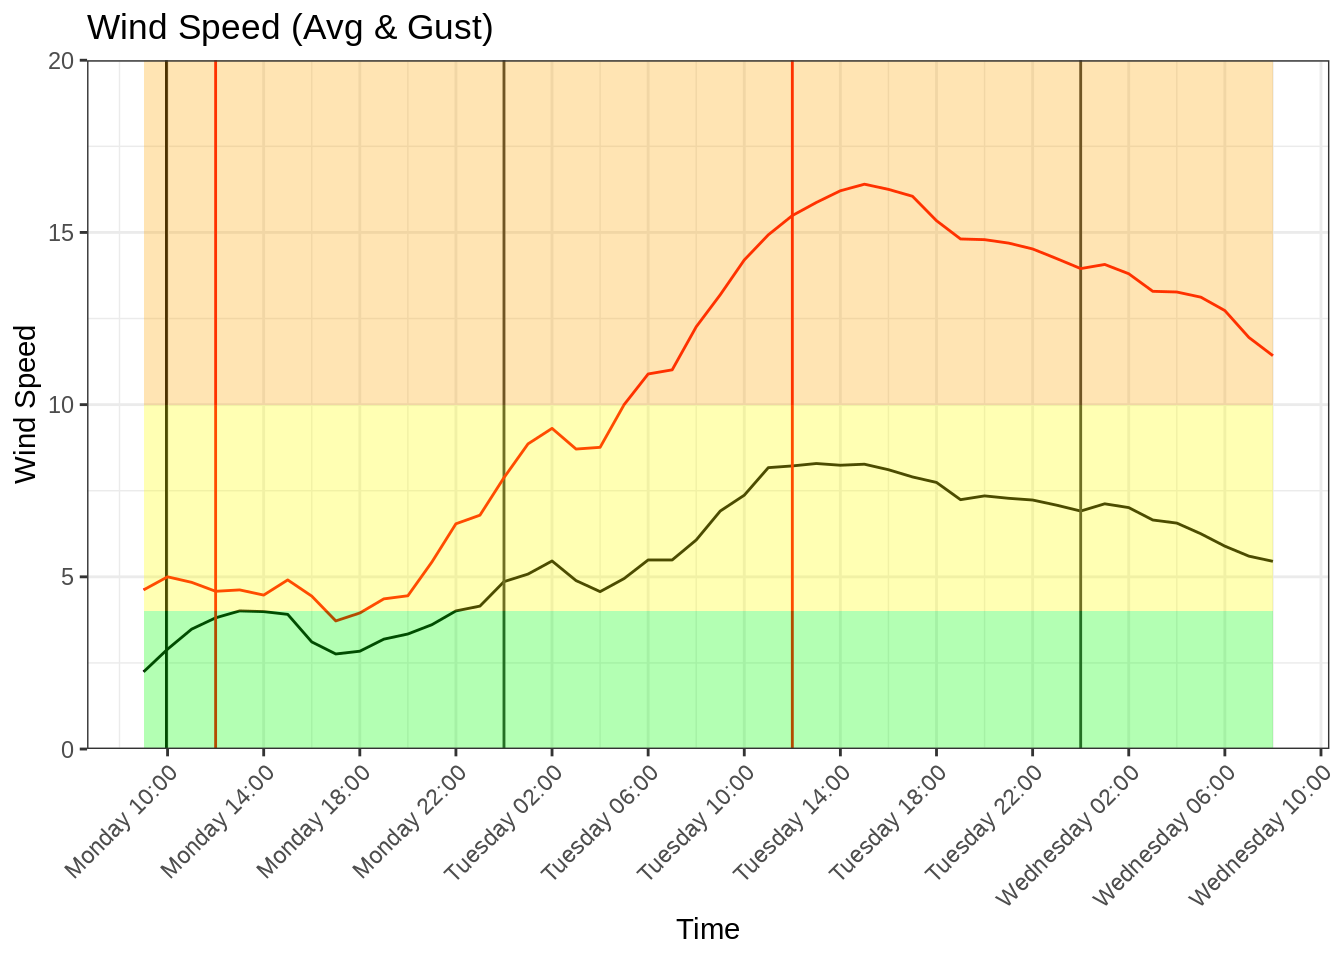 Wind Speed (Avg & Gust)
20
15
10
5
0
Wind Speed
Monday 10:00
Monday 14:00
Monday 18:00
Monday 22:00
Tuesday 02:00
Tuesday 06:00
Tuesday 10:00
Tuesday 14:00
Tuesday 18:00
Tuesday 22:00
Wednesday 02:00
Wednesday 06:00
Wednesday 10:00
Time